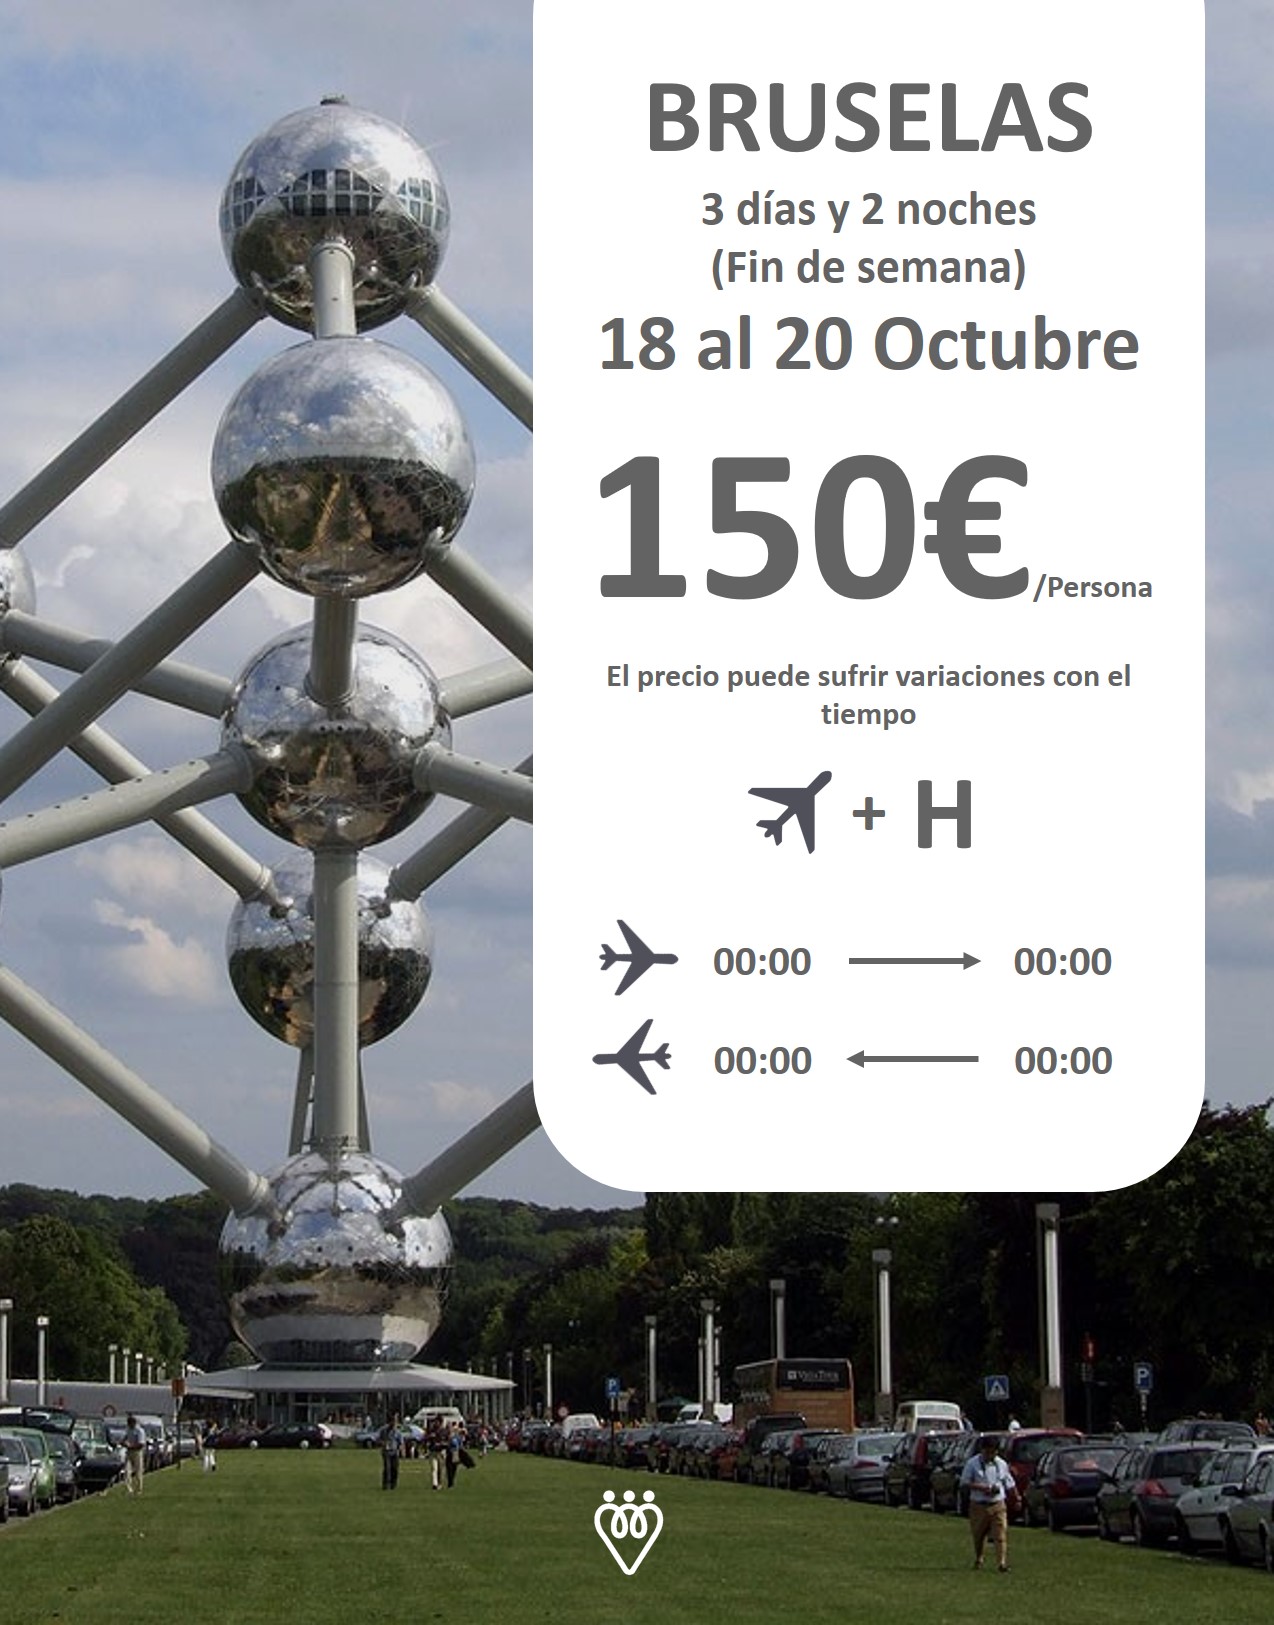 BRUSELAS
3 días y 2 noches
(Fin de semana)
18 al 20 Octubre
150€/Persona
El precio puede sufrir variaciones con el
tiempo
+ H
00:00 00:00
00:00 00:00
P
P